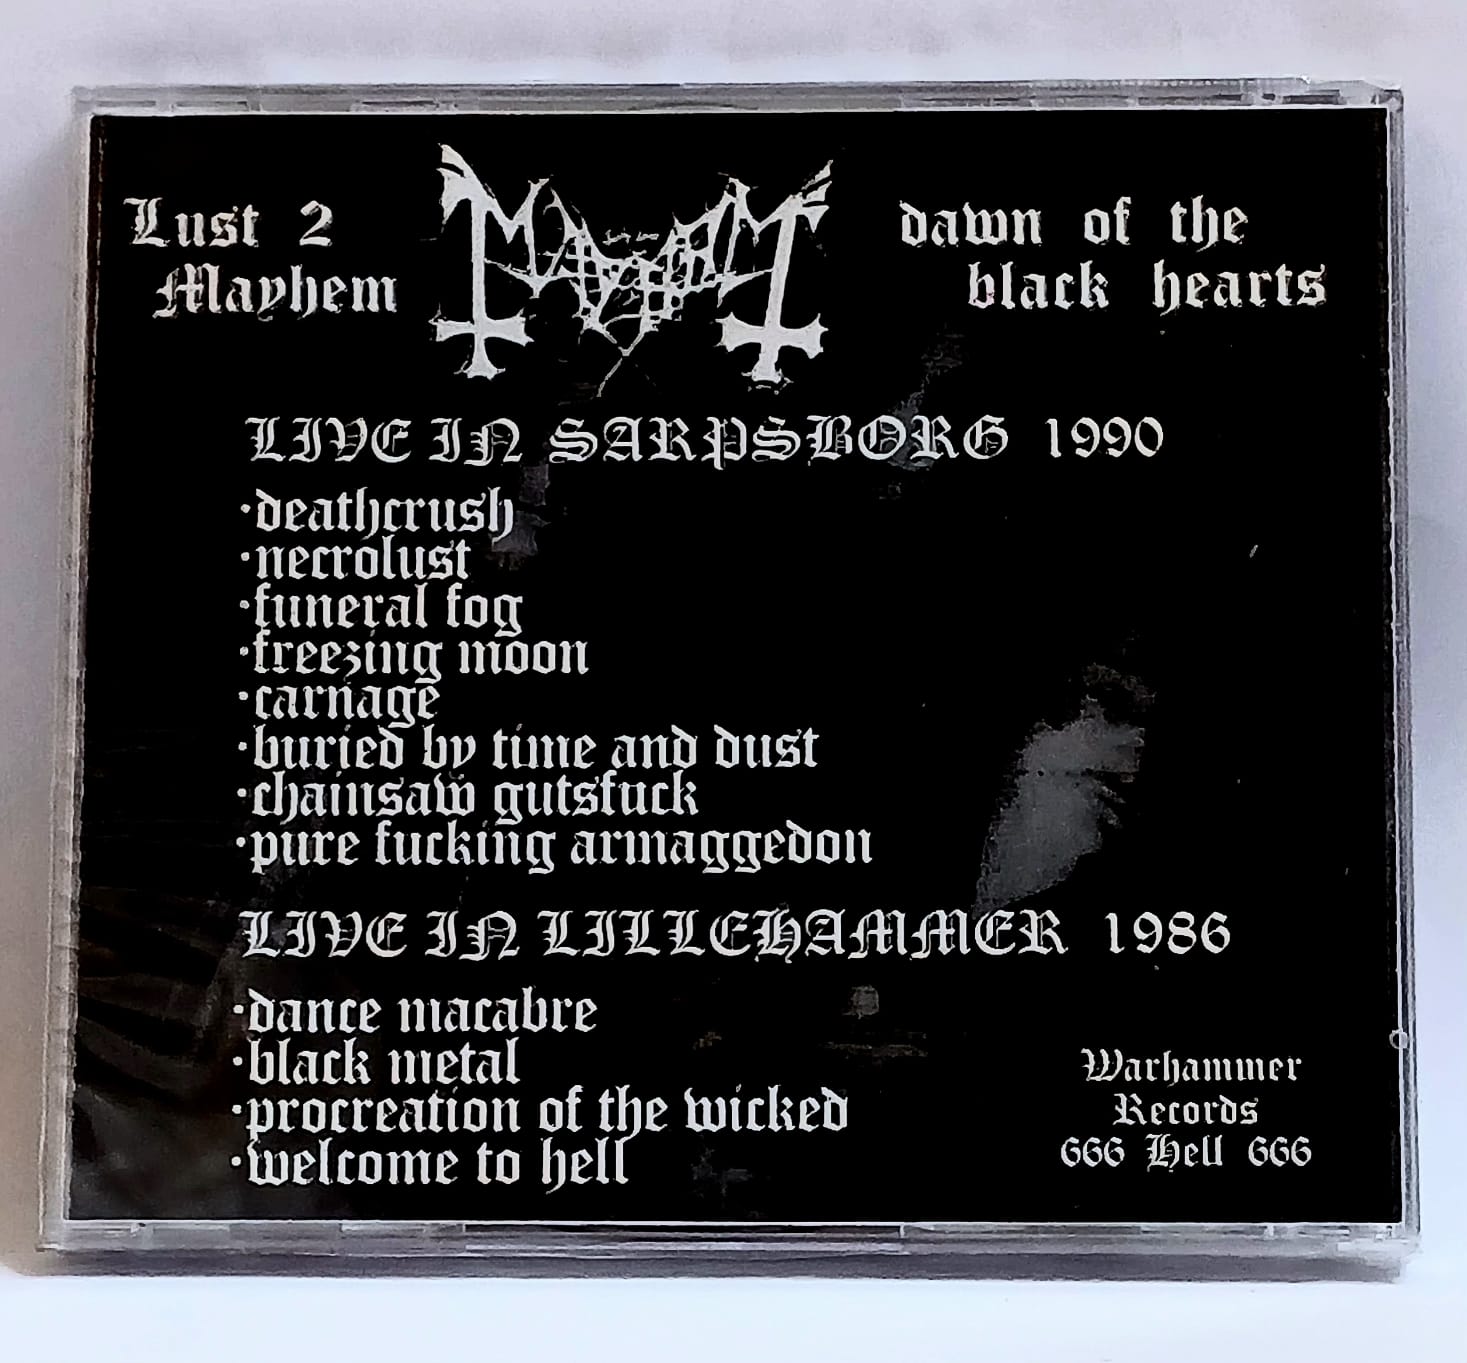 Lust 2
Mayhem
MAYHEM
dawn of the
black hearts
LIVE IN SARPSBORG 1990
·deathcrush
·necrolust
·funeral fog
·freezing moon
·carnage
·buried by time and dust
·chainsaw gutsfuck
·pure fucking armaggedon
LIVE IN LILLEHAMMER 1986
·dance macabre
·black metal
·procreation of the wicked
·welcome to hell
Warhammer
Records
666 Hell 666